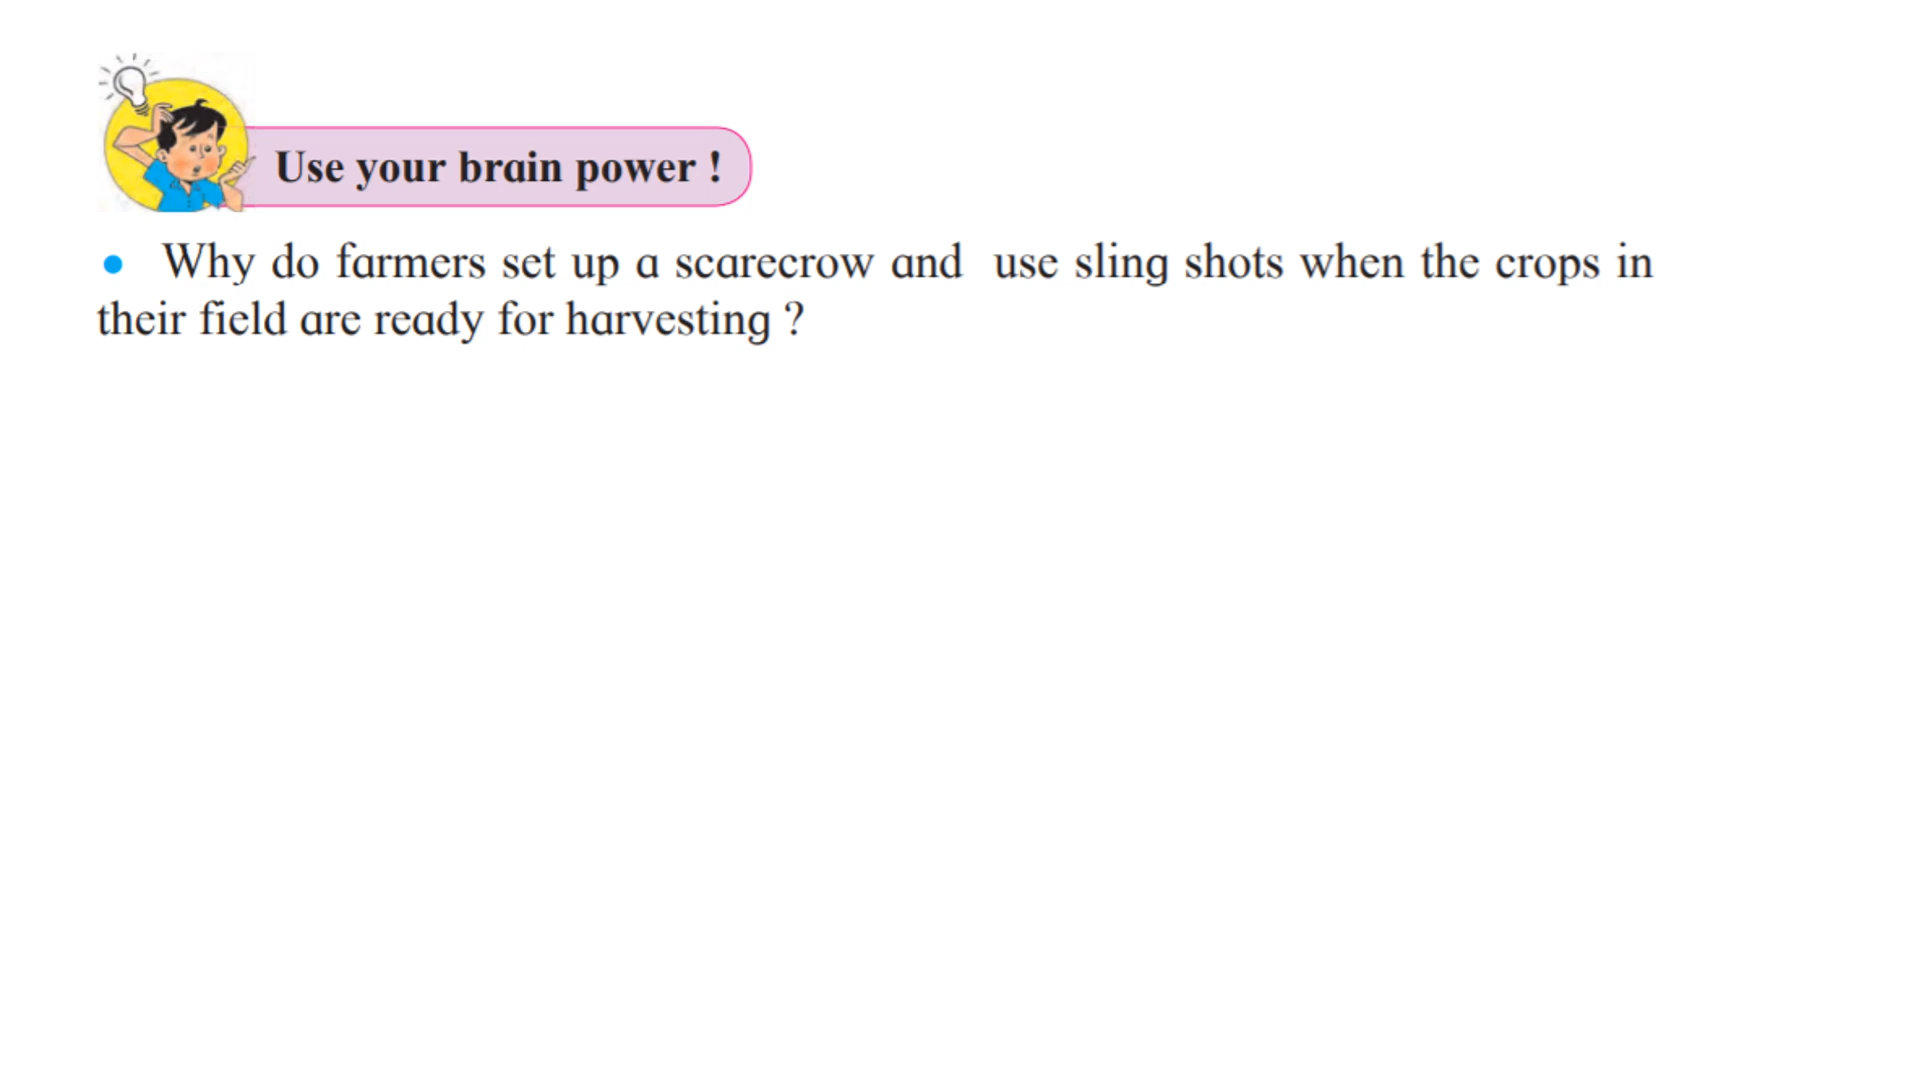 Use your brain power !
• Why do farmers set up a scarecrow and use sling shots when the crops in
their field are ready for harvesting ?